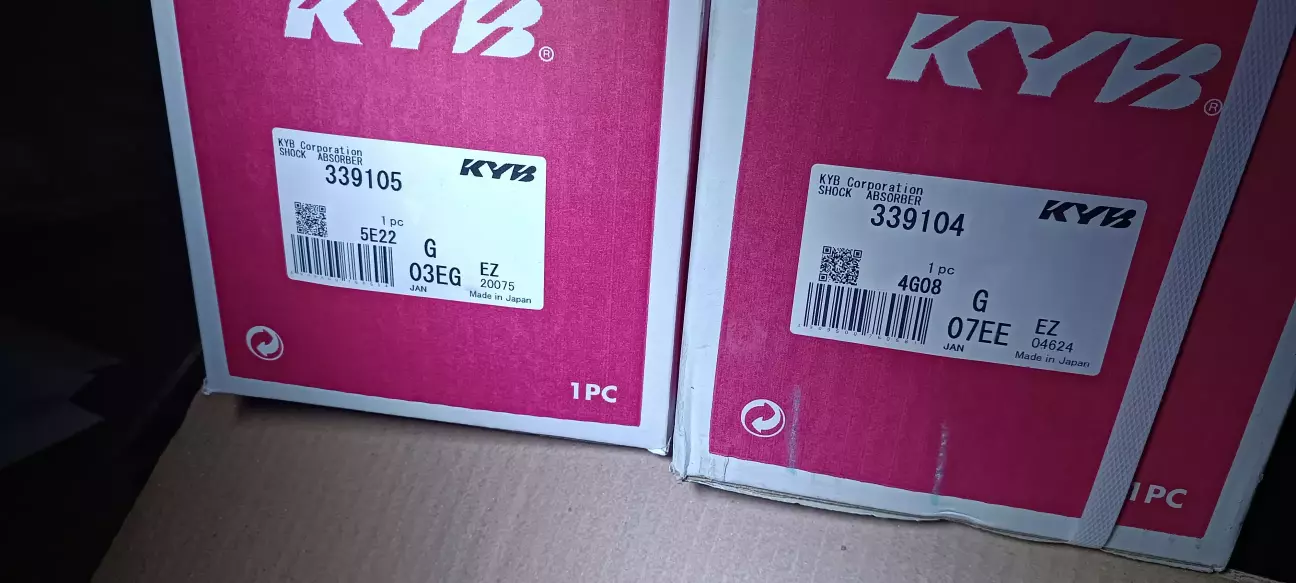 KYB®
KYB Corporation
SHOCK ABSORBER
KYB
339105
1 pc
5E22
G
03EG
EZ
20075
JAN
Made in Japan
1PC
KYB®
KYB Corporation
SHOCK ABSORBER
KYB
339104
1 pc
4G08
G
07EE
EZ
04624
JAN
Made in Japan
1PC